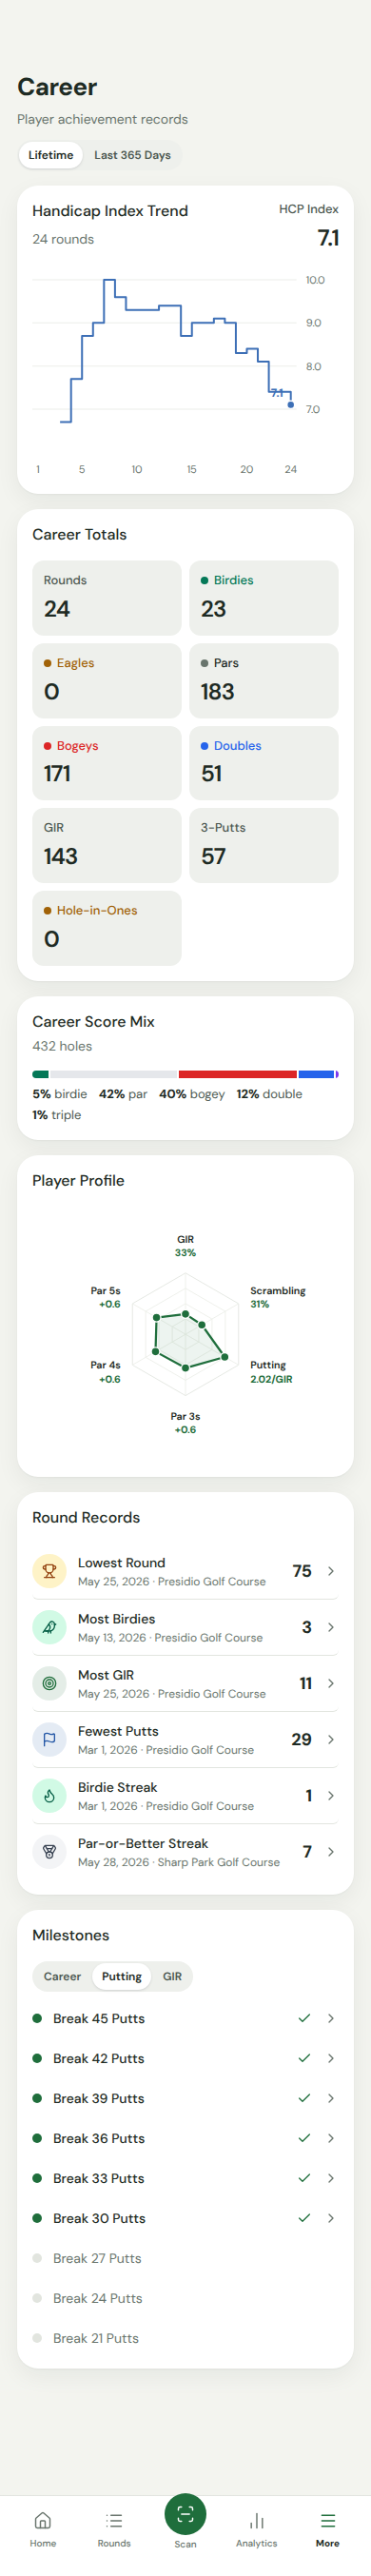 Career
Player achievement records
Lifetime Last 365 Days
Handicap Index Trend HCP Index
24 rounds 7.1
10.0
9.0
8.0
7.1
7.0
1 5 10 15 20 24
Career Totals
Rounds Birdies
24 23
Eagles Pars
0 183
Bogeys Doubles
171 51
GIR 3-Putts
143 57
Hole-in-Ones
0
Career Score Mix
432 holes
5% birdie 42% par 40% bogey 12% double
1% triple
Player Profile
GIR
33%
Par 5s Scrambling
+0.6 31%
Par 4s Putting
+0.6 2.02/GIR
Par 3s
+0.6
Round Records
Lowest Round
May 25, 2026 · Presidio Golf Course 75
Most Birdies
May 13, 2026 · Presidio Golf Course 3
Most GIR
May 25, 2026 · Presidio Golf Course 11
Fewest Putts
Mar 1, 2026 · Presidio Golf Course 29
Birdie Streak
Mar 1, 2026 · Presidio Golf Course 1
Par-or-Better Streak
May 28, 2026 · Sharp Park Golf Course 7
Milestones
Career Putting GIR
Break 45 Putts
Break 42 Putts
Break 39 Putts
Break 36 Putts
Break 33 Putts
Break 30 Putts
Break 27 Putts
Break 24 Putts
Break 21 Putts
Home Rounds Scan Analytics More